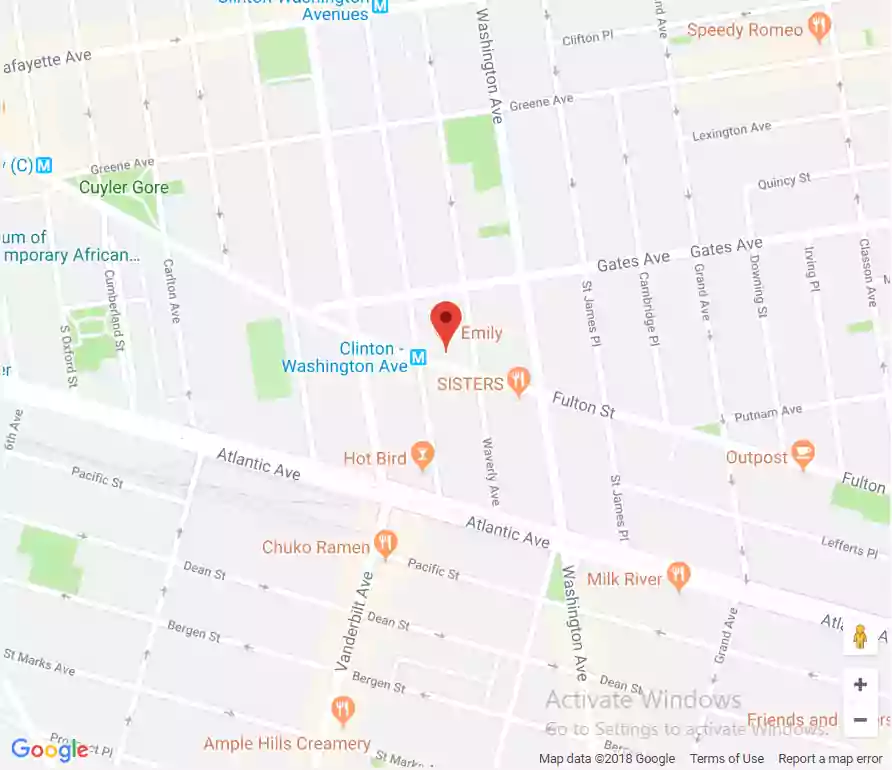 Clinton-Washington
Avenues
Lafayette Ave
Washington Ave
Clifton Pl
Speedy Romeo
Greene Ave
Lexington Ave
(C)
Greene Ave
Cuyler Gore
Quincy St
um of
mporary African...
Gates Ave
Gates Ave
Cumberland St
Carlton Ave
S Oxford St
St James Pl
Cambridge Pl
Grand Ave
Downing St
Irving Pl
Classon Ave
Emily
Clinton -
Washington Ave
SISTERS
Fulton St
Putnam Ave
6th Ave
Hot Bird
Waverly Ave
Outpost
Fulton
Atlantic Ave
Pacific St
St James Pl
Atlantic Ave
Lefferts Pl
Chuko Ramen
Pacific St
Milk River
Dean St
Vanderbilt Ave
Washington Ave
Dean St
Grand Ave
Bergen St
St Marks Ave
Bergen St
Dean St
Activate Windows
Go to Settings to activate Windows.
Friends and
Ample Hills Creamery
St Marks
Google
Map data ©2018 Google
Terms of Use
Report a map error